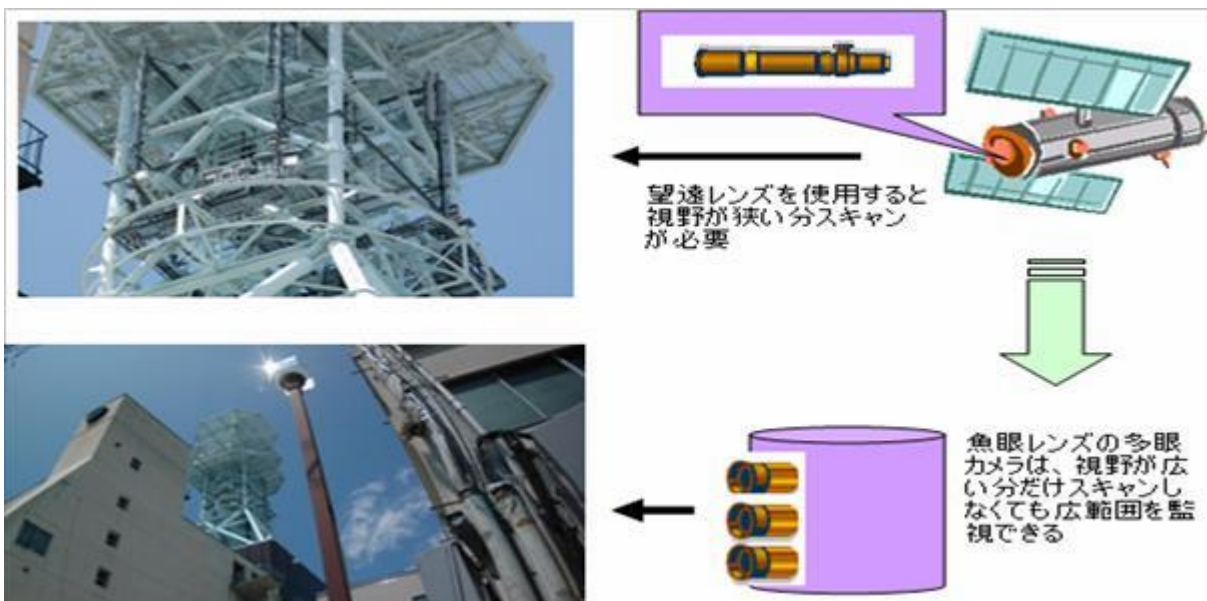 望遠レンズを使用すると
視野が狭い分スキャン
が必要
魚眼レンズの多眼
カメラは、視野が広
い分だけスキャンし
なくても広範囲を監
視できる